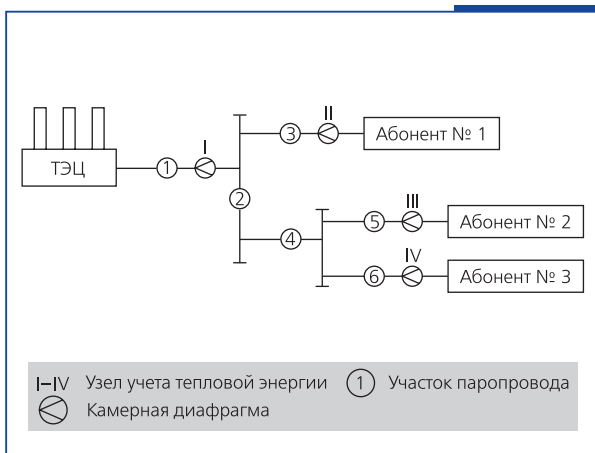 II
③ Абонент № 1
I
ТЭЦ ①
②
III
⑤ Абонент № 2
④
IV
⑥ Абонент № 3
I–IV Узел учета тепловой энергии ① Участок паропровода
Камерная диафрагма